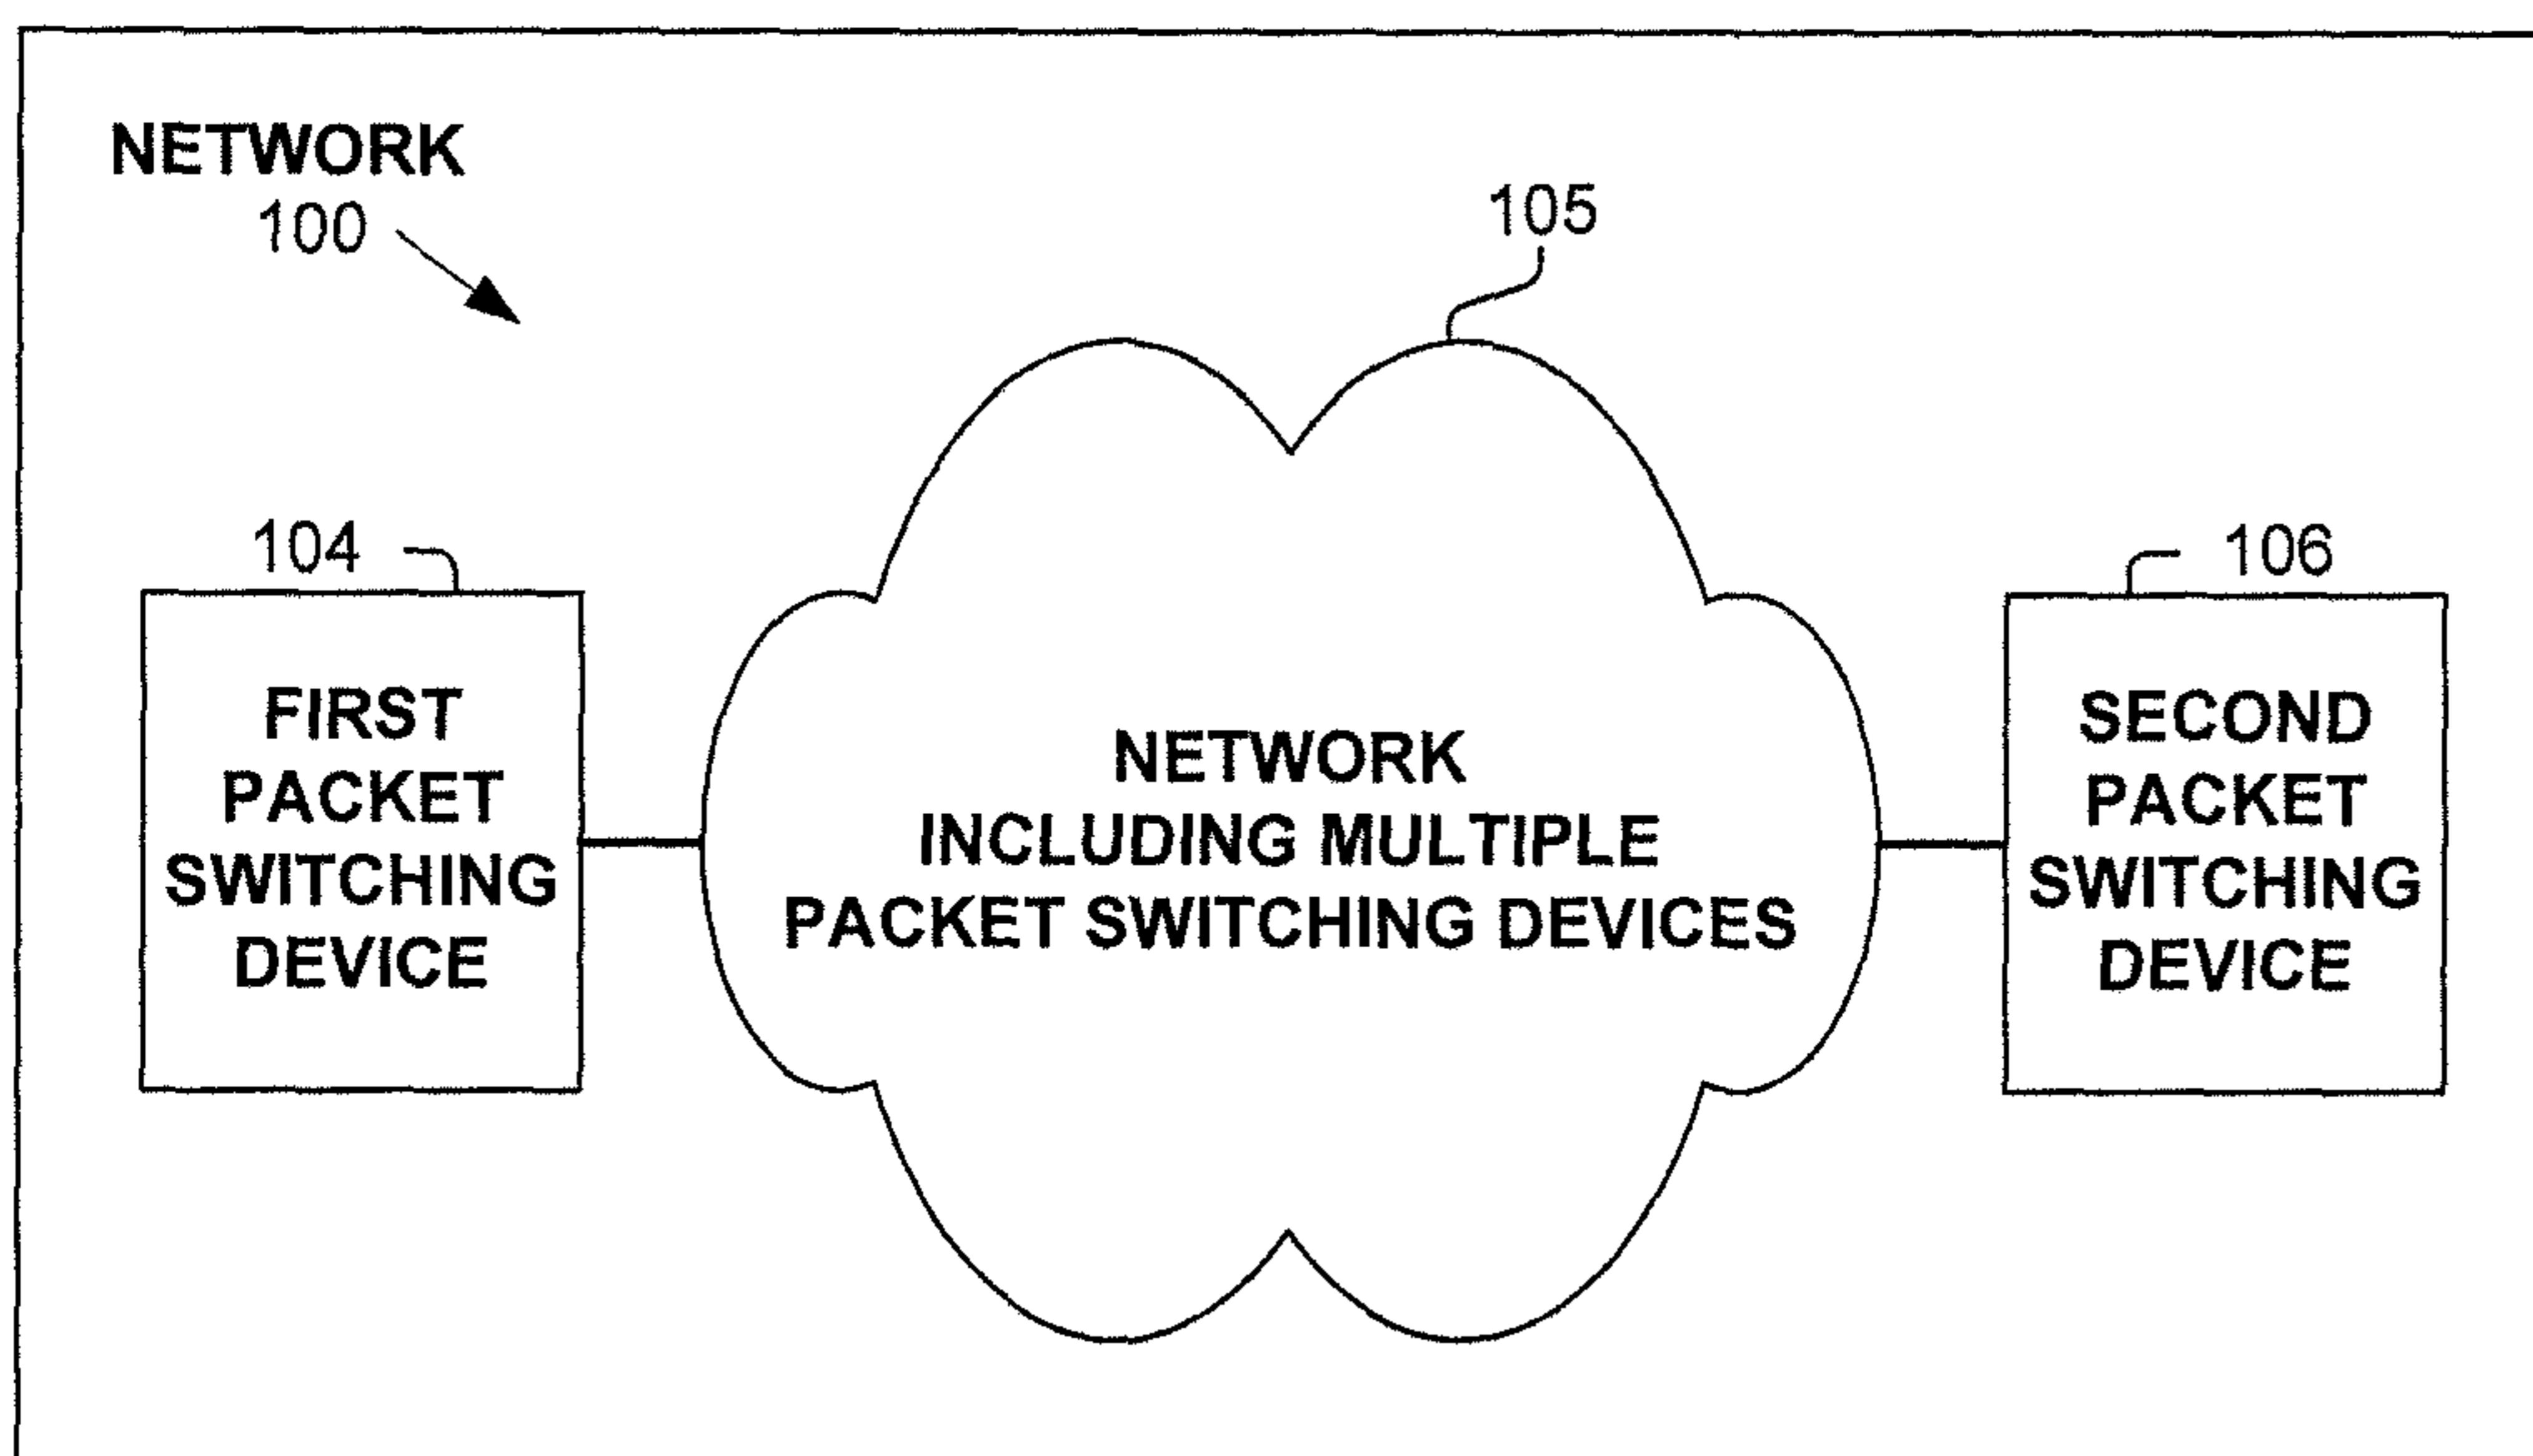 NETWORK
100
105
104
106
FIRST
PACKET
SWITCHING
DEVICE
NETWORK
INCLUDING MULTIPLE
PACKET SWITCHING DEVICES
SECOND
PACKET
SWITCHING
DEVICE